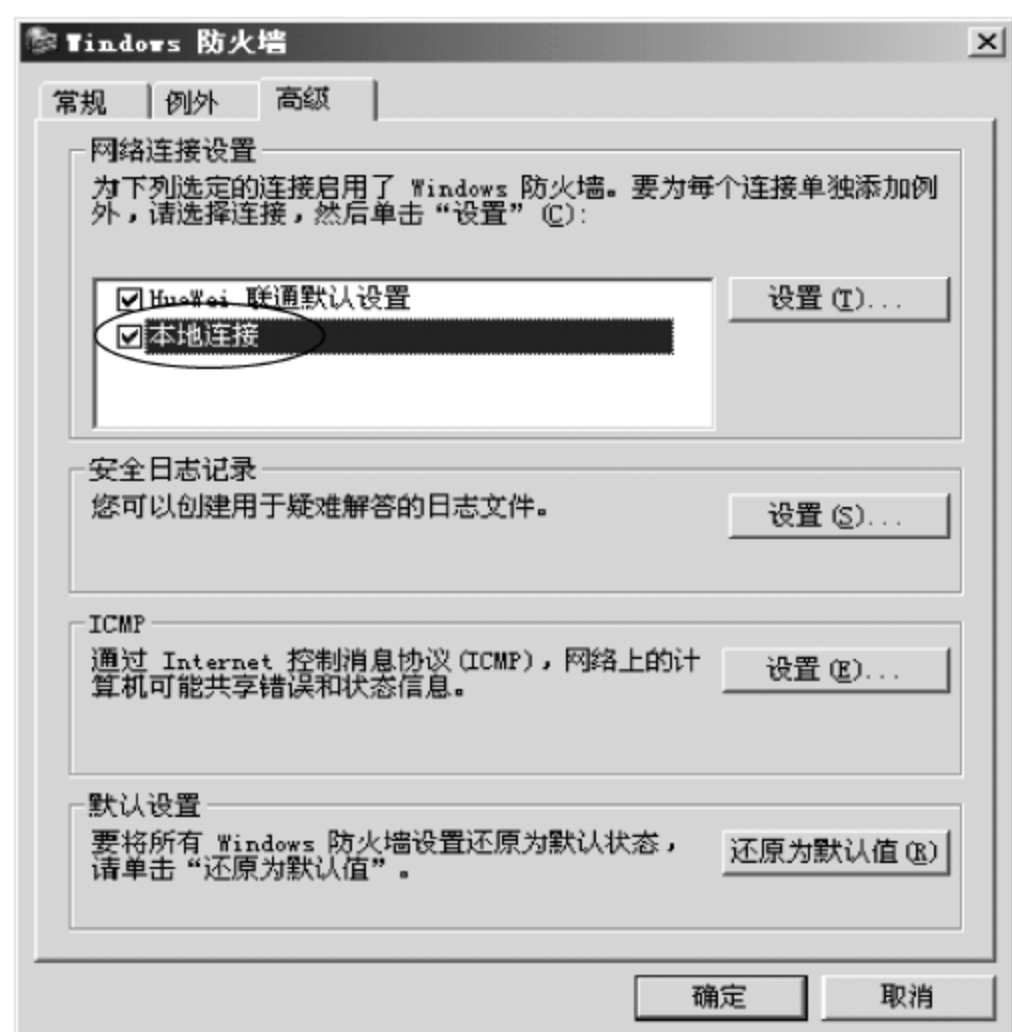 Windows 防火墙
常规
例外
高级
网络连接设置
为下列选定的连接启用了 Windows 防火墙。要为每个连接单独添加例
外，请选择连接，然后单击“设置”(C):
HuaWei 联通默认设置
设置(T)...
本地连接
安全日志记录
您可以创建用于疑难解答的日志文件。
设置(S)...
ICMP
通过 Internet 控制消息协议(ICMP)，网络上的计
算机可能共享错误和状态信息。
设置(E)...
默认设置
要将所有 Windows 防火墙设置还原为默认状态，
请单击“还原为默认值”。
还原为默认值(R)
确定
取消